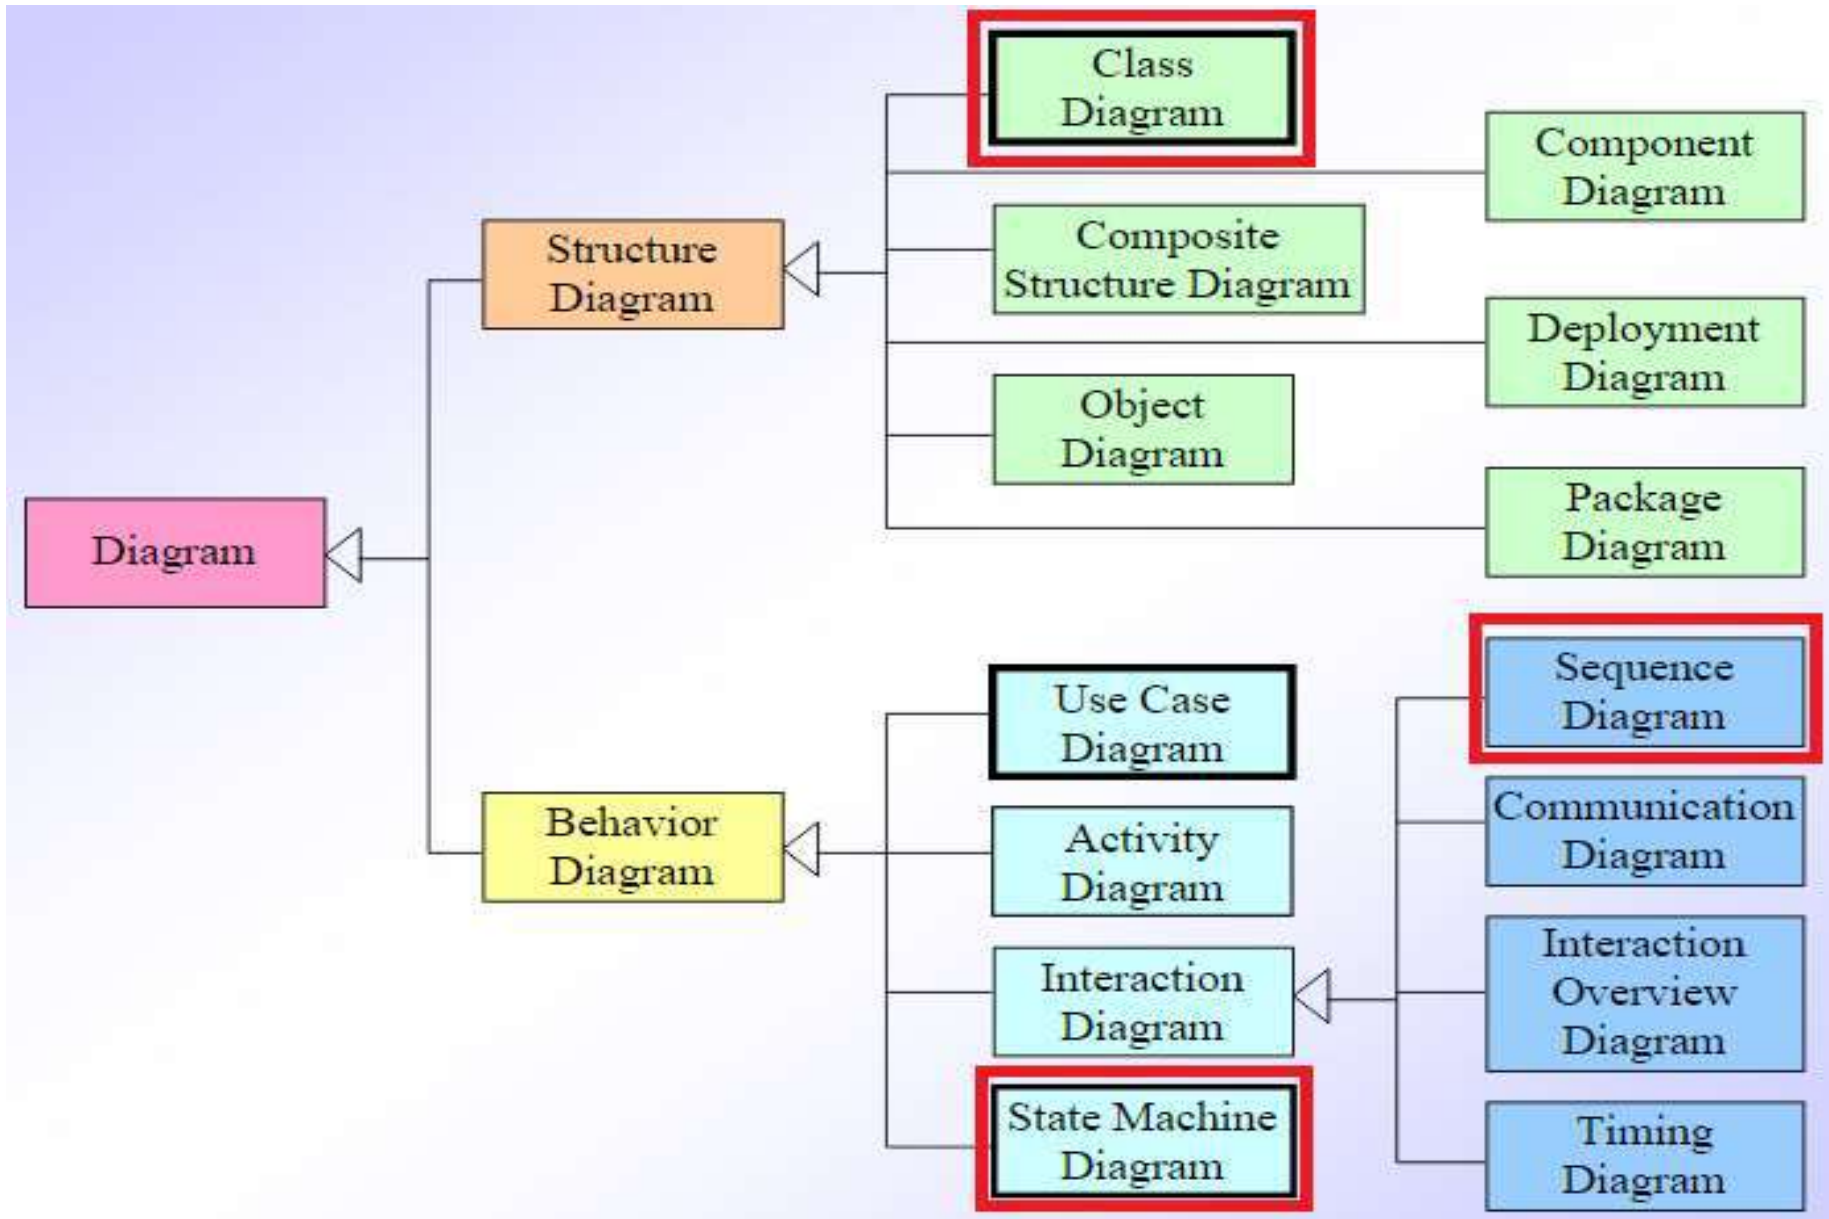 Class
Diagram
Component
Diagram
Composite
Structure Diagram
Structure
Diagram
Deployment
Diagram
Object
Diagram
Package
Diagram
Diagram
Sequence
Diagram
Use Case
Diagram
Communication
Diagram
Behavior
Diagram
Activity
Diagram
Interaction
Overview
Diagram
Interaction
Diagram
State Machine
Diagram
Timing
Diagram